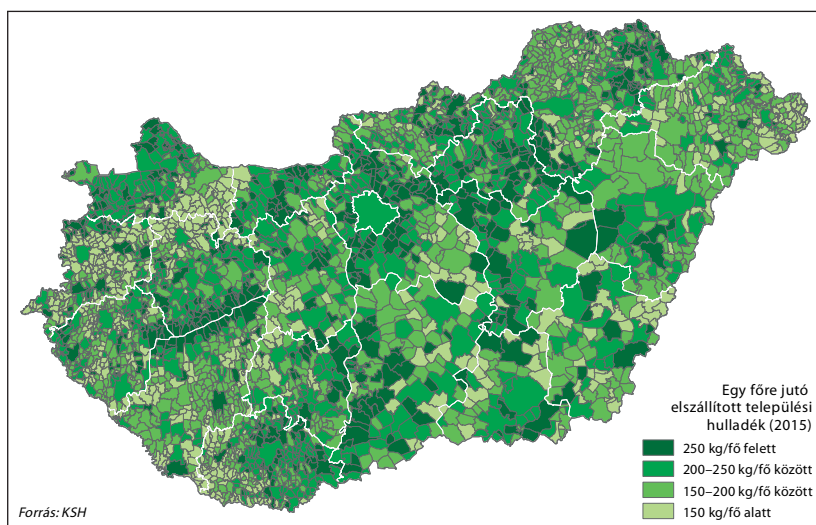 Egy főre jutó
elszállított települési
hulladék (2015)
250 kg/fő felett
200–250 kg/fő között
150–200 kg/fő között
150 kg/fő alatt
Forrás: KSH